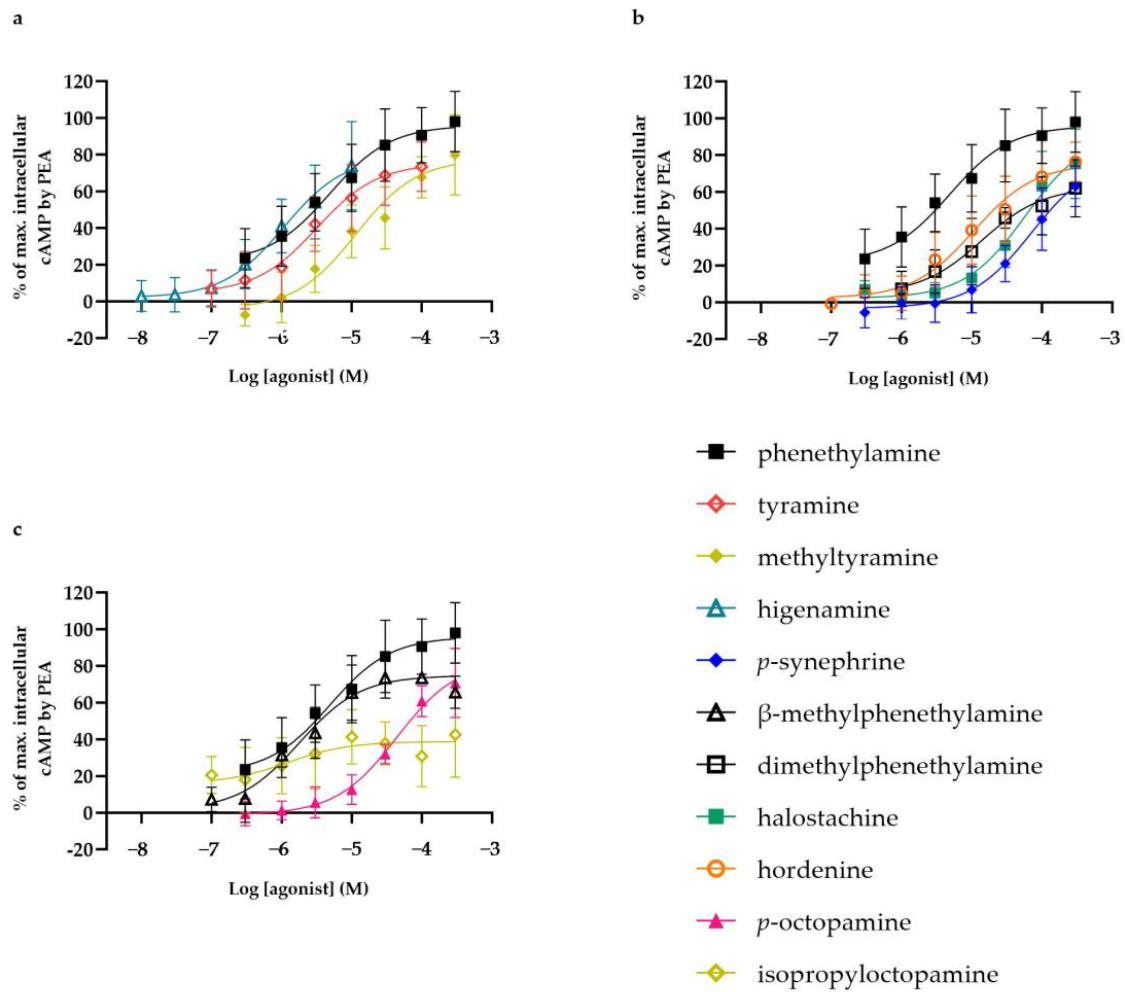 a
120
100
80
60
40
20
0
-20
% of max. intracellular
cAMP by PEA
−8 −7 −6 −5 −4 −3
Log [agonist] (M)
b
120
100
80
60
40
20
0
-20
% of max. intracellular
cAMP by PEA
−8 −7 −6 −5 −4 −3
Log [agonist] (M)
c
120
100
80
60
40
20
0
-20
% of max. intracellular
cAMP by PEA
−8 −7 −6 −5 −4 −3
Log [agonist] (M)
phenethylamine
tyramine
methyltyramine
higenamine
p-synephrine
β-methylphenethylamine
dimethylphenethylamine
halostachine
hordenine
p-octopamine
isopropyloctopamine